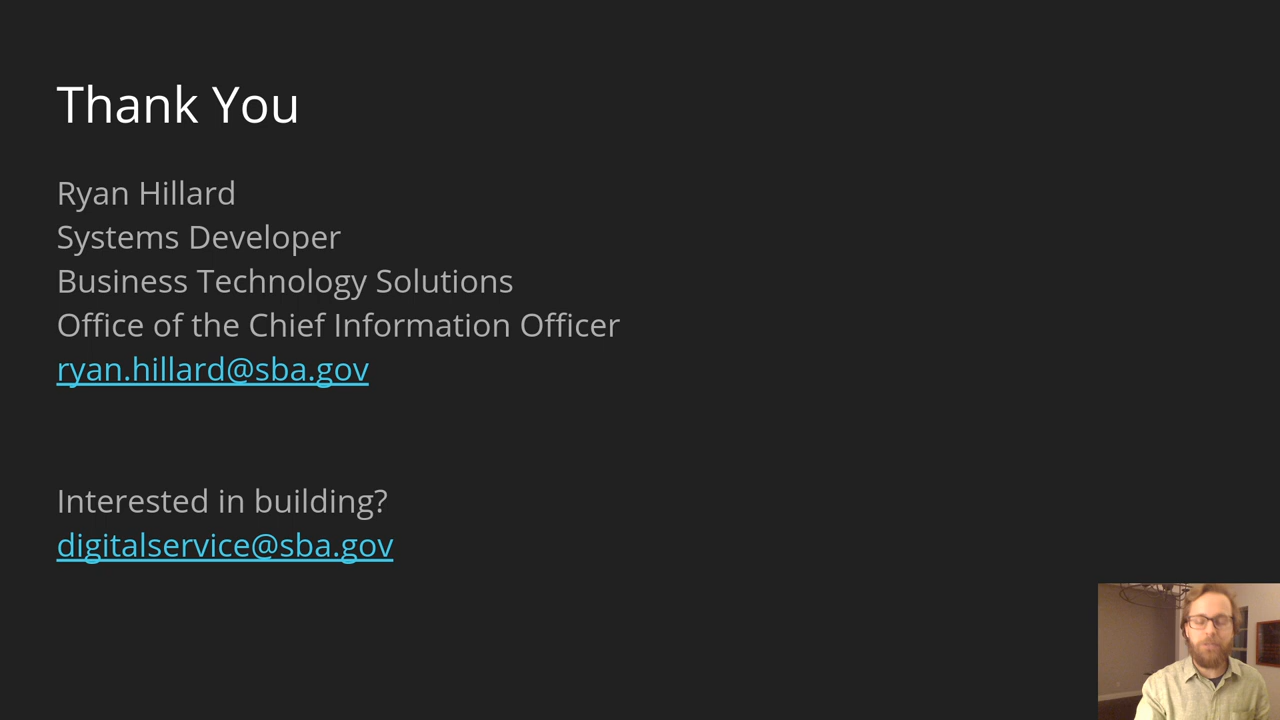 Thank You
Ryan Hillard
Systems Developer
Business Technology Solutions
Office of the Chief Information Officer
ryan.hillard@sba.gov
Interested in building?
digitalservice@sba.gov